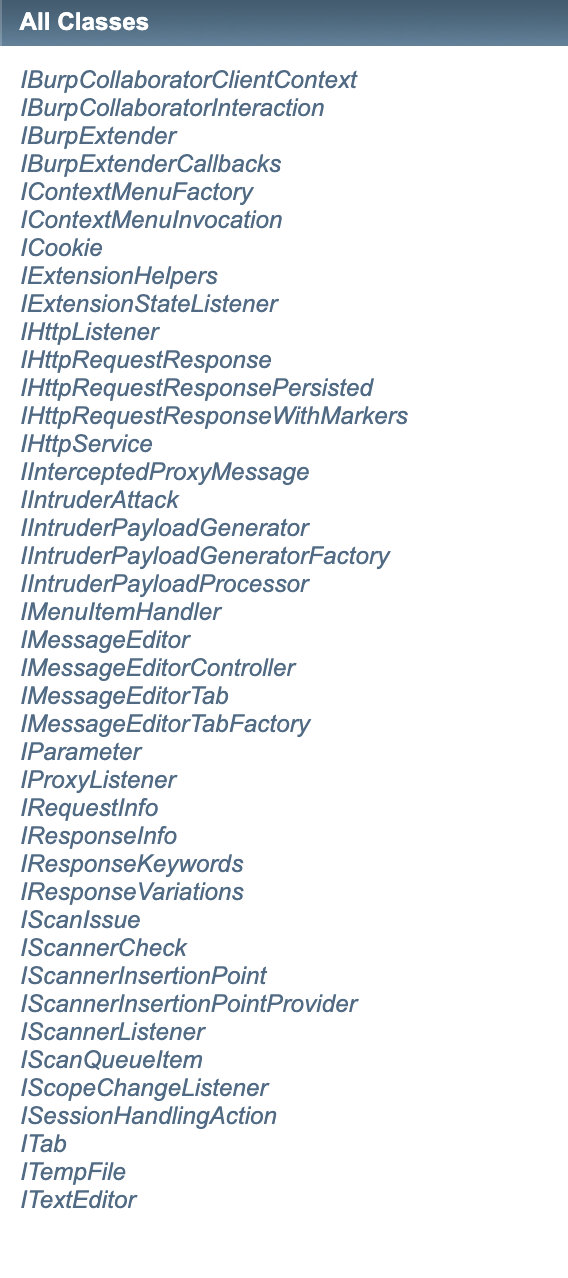 All Classes
IBurpCollaboratorClientContext
IBurpCollaboratorInteraction
IBurpExtender
IBurpExtenderCallbacks
IContextMenuFactory
IContextMenuInvocation
ICookie
IExtensionHelpers
IExtensionStateListener
IHttpListener
IHttpRequestResponse
IHttpRequestResponsePersisted
IHttpRequestResponseWithMarkers
IHttpService
IInterceptedProxyMessage
IIntruderAttack
IIntruderPayloadGenerator
IIntruderPayloadGeneratorFactory
IIntruderPayloadProcessor
IMenuItemHandler
IMessageEditor
IMessageEditorController
IMessageEditorTab
IMessageEditorTabFactory
IParameter
IProxyListener
IRequestInfo
IResponseInfo
IResponseKeywords
IResponseVariations
IScanIssue
IScannerCheck
IScannerInsertionPoint
IScannerInsertionPointProvider
IScannerListener
IScanQueueItem
IScopeChangeListener
ISessionHandlingAction
ITab
ITempFile
ITextEditor